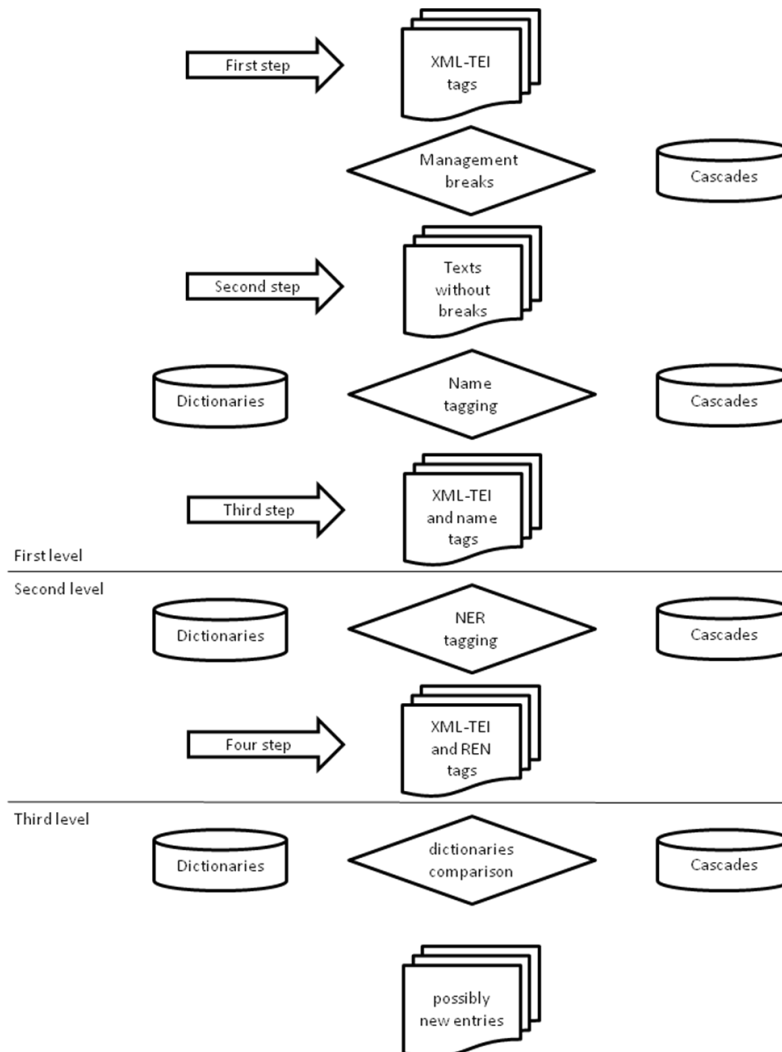 First step
XML-TEI
tags
Management
breaks
Cascades
Second step
Texts
without
breaks
Dictionaries
Name
tagging
Cascades
Third step
XML-TEI
and name
tags
First level
Second level
Dictionaries
NER
tagging
Cascades
Four step
XML-TEI
and REN
tags
Third level
Dictionaries
dictionaries
comparison
Cascades
possibly
new entries